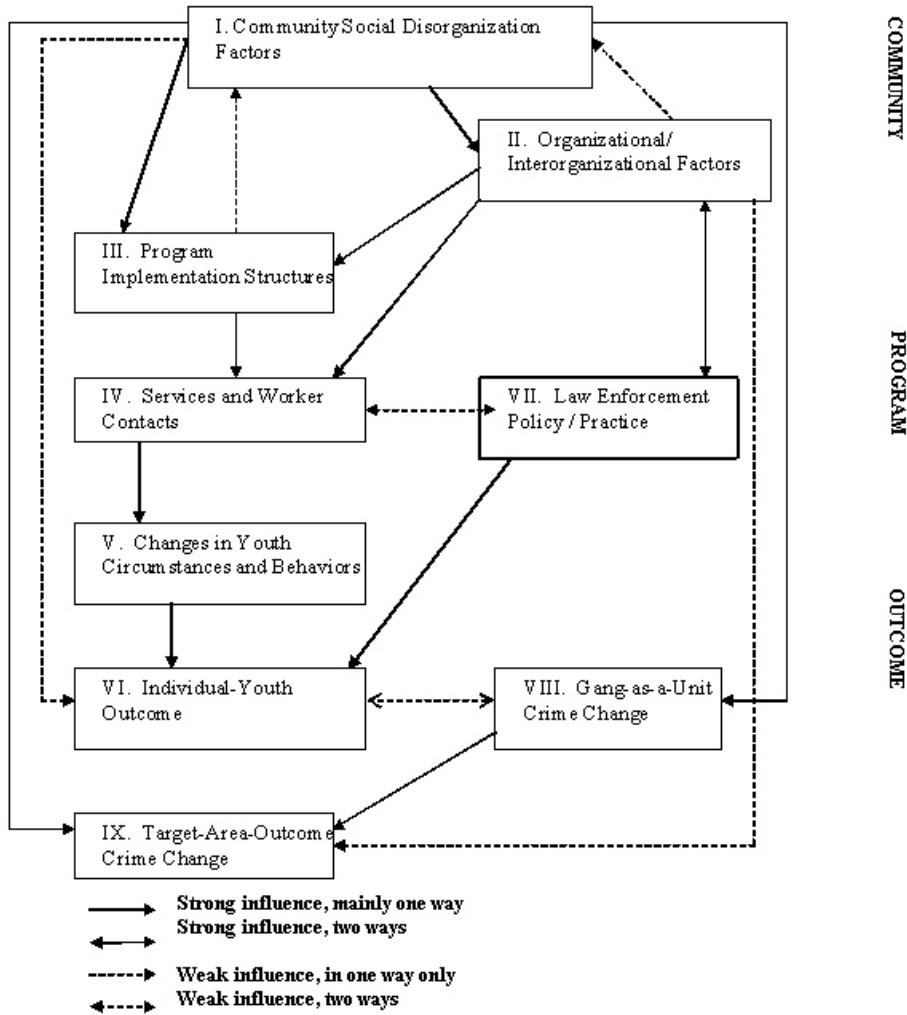 I. Community Social Disorganization
Factors
COMMUNITY
II. Organizational/
Interorganizational Factors
III. Program
Implementation Structures
PROGRAM
IV. Services and Worker
Contacts
VII. Law Enforcement
Policy / Practice
V. Changes in Youth
Circumstances and Behaviors
OUTCOME
VI. Individual-Youth
Outcome
VIII. Gang-as-a-Unit
Crime Change
IX. Target-Area-Outcome
Crime Change
Strong influence, mainly one way
Strong influence, two ways
Weak influence, in one way only
Weak influence, two ways